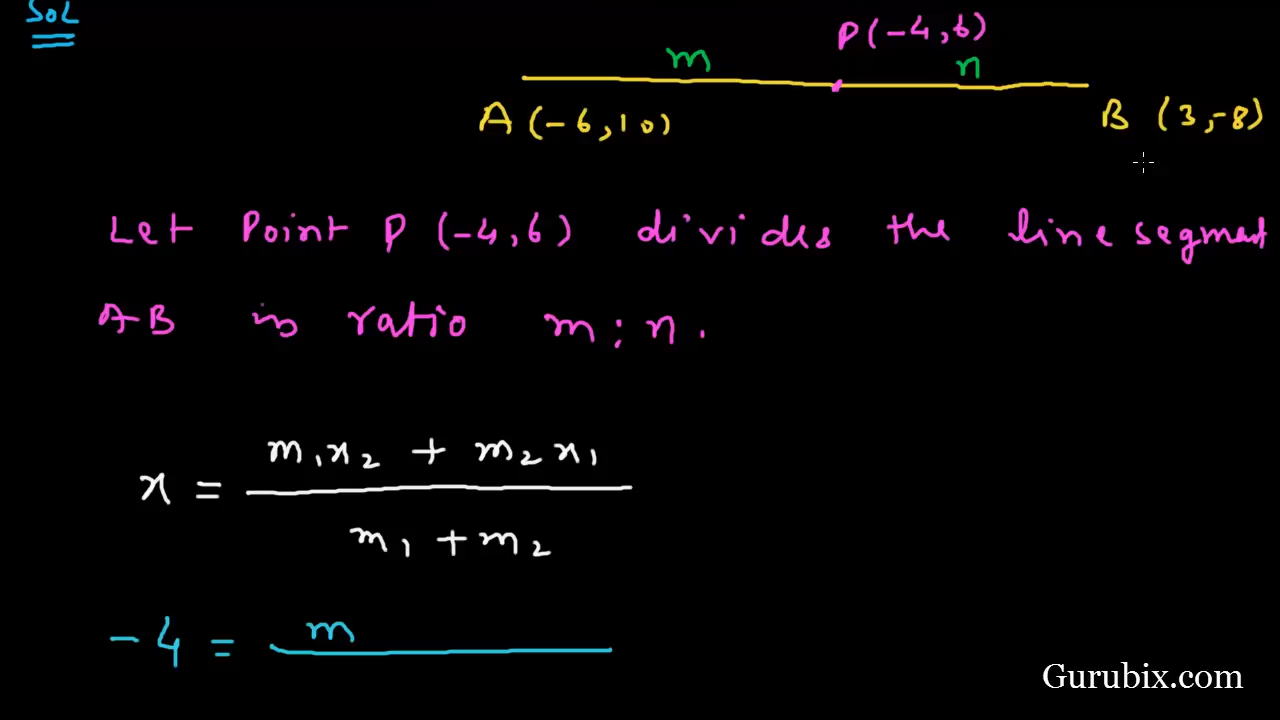 SOL
P(-4,6)
m n
A (-6,10) B (3,-8)
Let Point P (-4,6) divides the line segment
AB in ratio m:n.
x = m₁x₂ + m₂x₁
m₁ + m₂
-4 = m
Gurubix.com